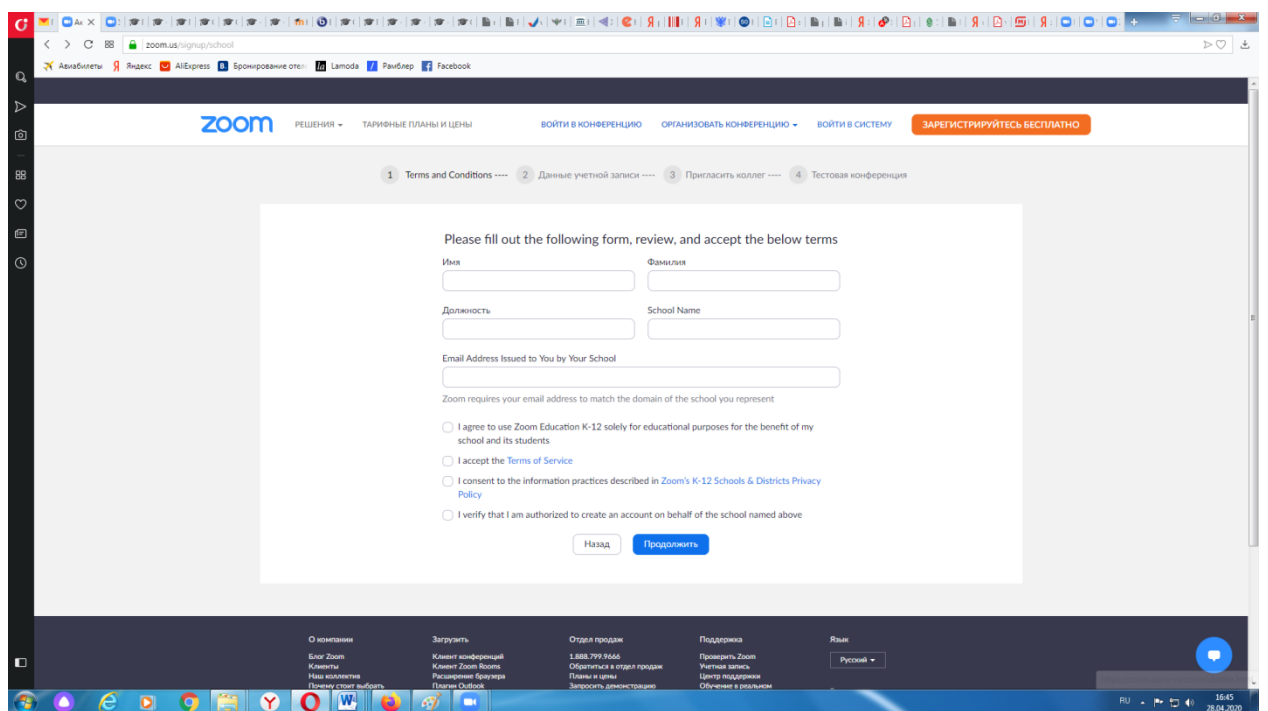 zoom.us/signup/school
Авиабилеты Яндекс AliExpress Бронирование отел Lamoda Рамблер Facebook
zoom РЕШЕНИЯ ТАРИФНЫЕ ПЛАНЫ И ЦЕНЫ ВОЙТИ В КОНФЕРЕНЦИЮ ОРГАНИЗОВАТЬ КОНФЕРЕНЦИЮ ВОЙТИ В СИСТЕМУ ЗАРЕГИСТРИРУЙТЕСЬ БЕСПЛАТНО
1 Terms and Conditions ---- 2 Данные учетной записи ---- 3 Пригласить коллег ---- 4 Тестовая конференция
Please fill out the following form, review, and accept the below terms
Имя Фамилия
Должность School Name
Email Address Issued to You by Your School
Zoom requires your email address to match the domain of the school you represent
I agree to use Zoom Education K-12 solely for educational purposes for the benefit of my
school and its students
I accept the Terms of Service
I consent to the information practices described in Zoom's K-12 Schools & Districts Privacy
Policy
I verify that I am authorized to create an account on behalf of the school named above
Назад Продолжить
О компании Загрузить Отдел продаж Поддержка Язык
Блог Zoom Клиент конференций 1.888.799.9666 Проверить Zoom Русский
Клиенты Клиент Zoom Rooms Обратиться в отдел продаж Учетная запись
Наш коллектив Расширение браузера Планы и цены Центр поддержки
Почему стоит выбрать Плагин Outlook Запросить демонстрацию Обучение в реальном
RU 16:45
28.04.2020